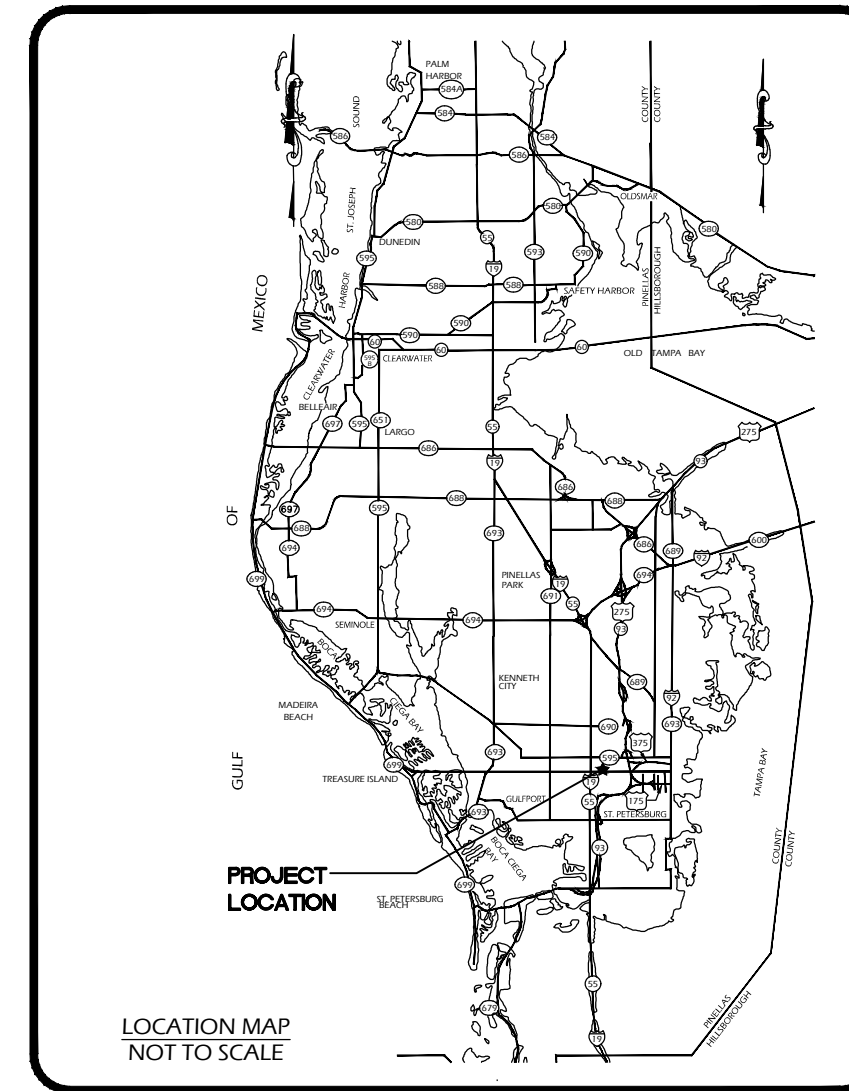 PALM
HARBOR
584A
584
SOUND
586
584
586
COUNTY
COUNTY
OLDSMAR
580
580
580
ST. JOSEPH
DUNEDIN
55
595
593
590
19
PINELLAS
HILLSBOROUGH
588
588
SAFETY HARBOR
HARBOR
MEXICO
590
590
60
60
60
595
B
CLEARWATER
OLD TAMPA BAY
CLEARWATER
BELLEAIR
697
595
651
LARGO
55
275
686
19
93
686
688
688
697
595
OF
688
693
694
686
689
600
92
699
PINELLAS
PARK
19
694
691
55
275
93
694
694
SEMINOLE
BOCA
CIEGA BAY
KENNETH
CITY
689
92
693
MADEIRA
BEACH
690
375
693
595
GULF
699
TREASURE ISLAND
19
TAMPA BAY
GULFPORT
55
175
693
ST. PETERSBURG
COUNTY
COUNTY
BOCA CIEGA
BAY
93
PROJECT
LOCATION
699
ST. PETERSBURG
BEACH
55
679
PINELLAS
HILLSBOROUGH
19
LOCATION MAP
NOT TO SCALE